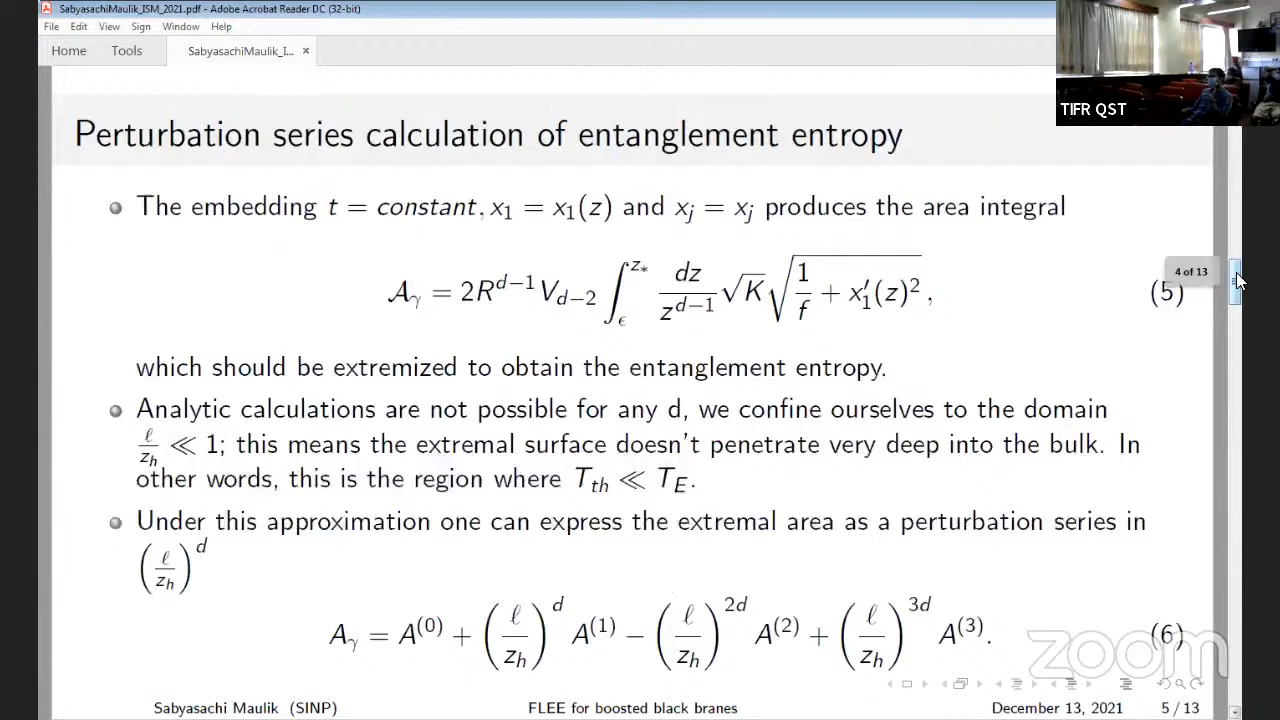 SabyasachiMaulik_ISM_2021.pdf - Adobe Acrobat Reader DC (32-bit)
File Edit View Sign Window Help
Home Tools SabyasachiMaulik_I... ×
TIFR QST
Perturbation series calculation of entanglement entropy
The embedding t = constant, x₁ = x₁(z) and xⱼ = xⱼ produces the area integral
4 of 13
𝒜_γ = 2R^{d−1} V_{d−2} ∫_ϵ^{z_*} dz/z^{d−1} √K √(1/f + x₁′(z)²) , (5)
which should be extremized to obtain the entanglement entropy.
Analytic calculations are not possible for any d, we confine ourselves to the domain
ℓ/z_h ≪ 1; this means the extremal surface doesn't penetrate very deep into the bulk. In
other words, this is the region where T_{th} ≪ T_E.
Under this approximation one can express the extremal area as a perturbation series in
(ℓ/z_h)^d
A_γ = A^{(0)} + (ℓ/z_h)^d A^{(1)} − (ℓ/z_h)^{2d} A^{(2)} + (ℓ/z_h)^{3d} A^{(3)}. (6)
zoom
Sabyasachi Maulik (SINP) FLEE for boosted black branes December 13, 2021 5 / 13